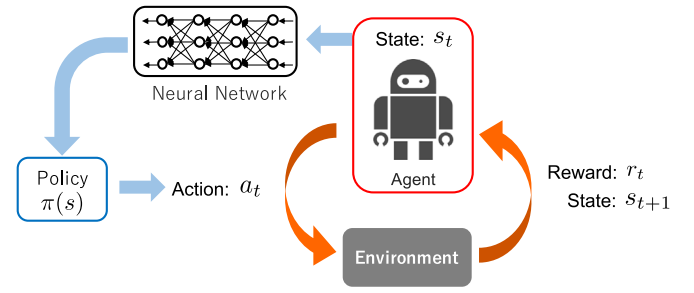 State: s_t
Neural Network
Agent
Policy
π(s)
Action: a_t
Reward: r_t
State: s_{t+1}
Environment